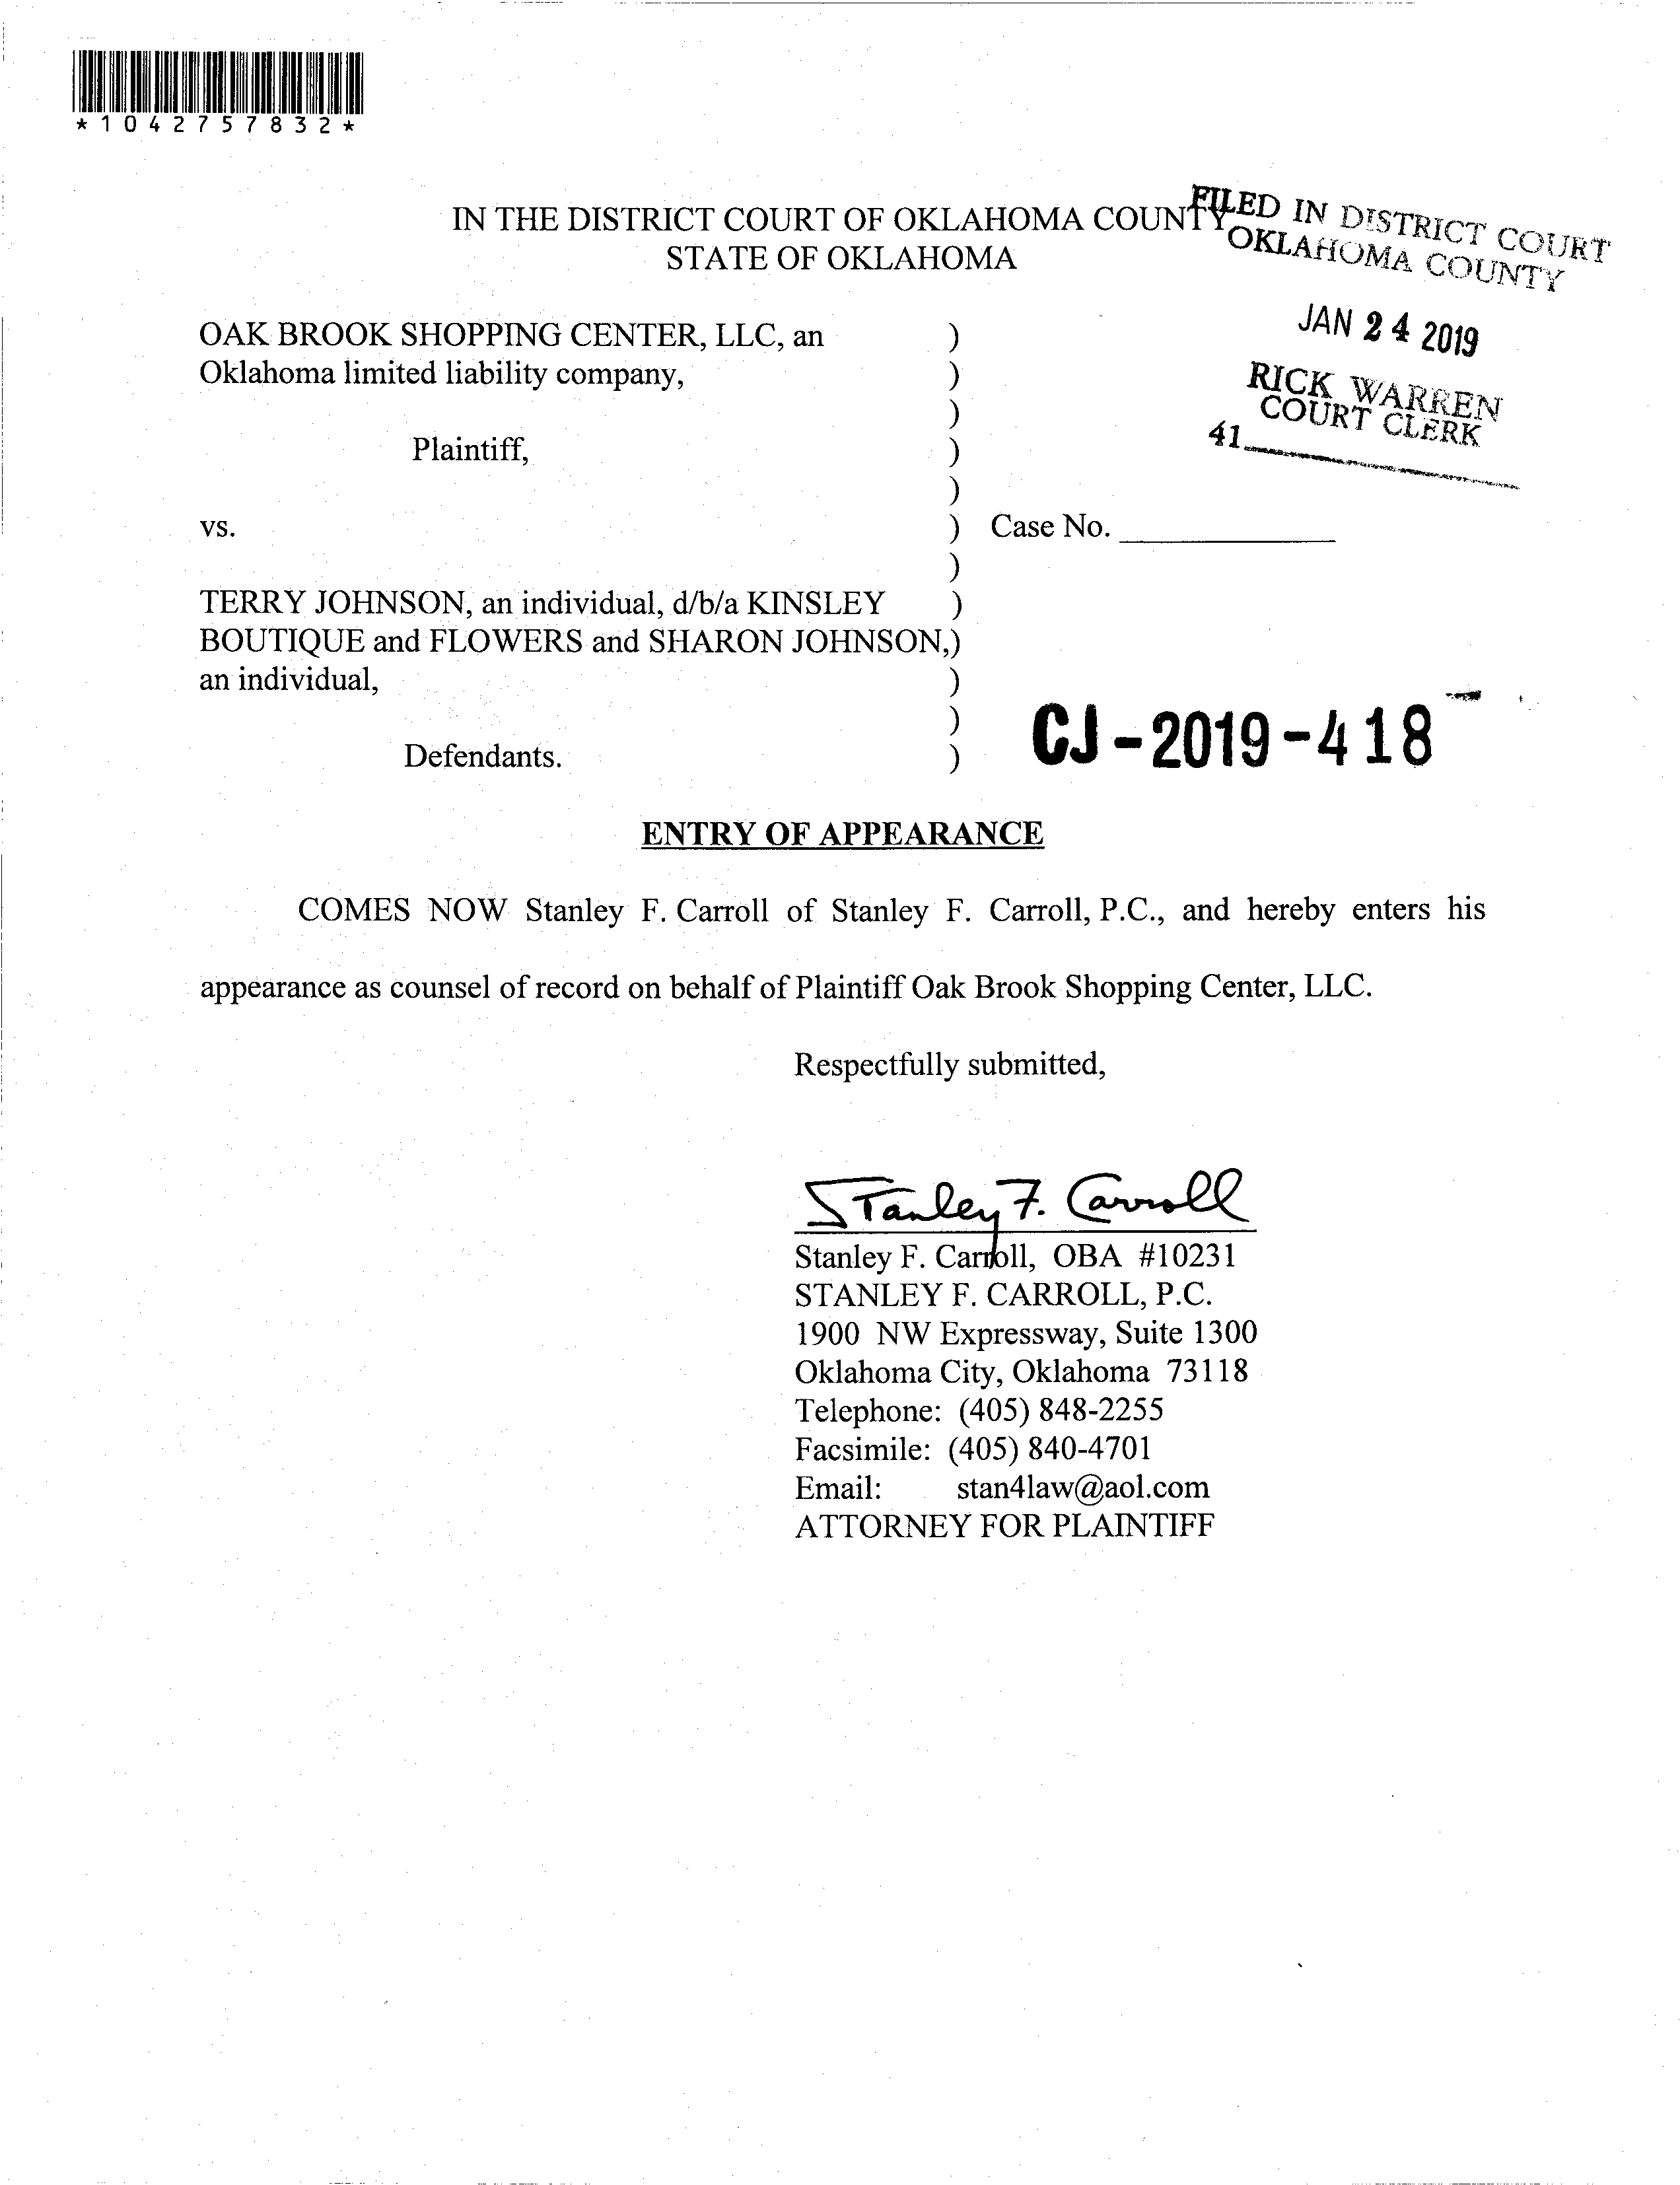 *1042757832*
IN THE DISTRICT COURT OF OKLAHOMA COUNTY
STATE OF OKLAHOMA
FILED IN DISTRICT COURT
OKLAHOMA COUNTY
JAN 24 2019
RICK WARREN
COURT CLERK
41
OAK BROOK SHOPPING CENTER, LLC, an )
Oklahoma limited liability company, )
)
Plaintiff, )
)
vs. ) Case No. ____________
)
TERRY JOHNSON, an individual, d/b/a KINSLEY )
BOUTIQUE and FLOWERS and SHARON JOHNSON,)
an individual, )
)
Defendants. )
CJ-2019-418
ENTRY OF APPEARANCE
COMES NOW Stanley F. Carroll of Stanley F. Carroll, P.C., and hereby enters his
appearance as counsel of record on behalf of Plaintiff Oak Brook Shopping Center, LLC.
Respectfully submitted,
Stanley F. Carroll
Stanley F. Carroll, OBA #10231
STANLEY F. CARROLL, P.C.
1900 NW Expressway, Suite 1300
Oklahoma City, Oklahoma 73118
Telephone: (405) 848-2255
Facsimile: (405) 840-4701
Email: stan4law@aol.com
ATTORNEY FOR PLAINTIFF